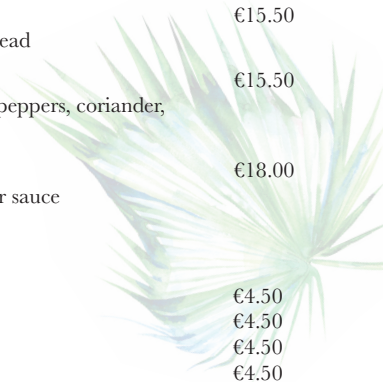 €15.50
ead
€15.50
peppers, coriander,
€18.00
r sauce
€4.50
€4.50
€4.50
€4.50